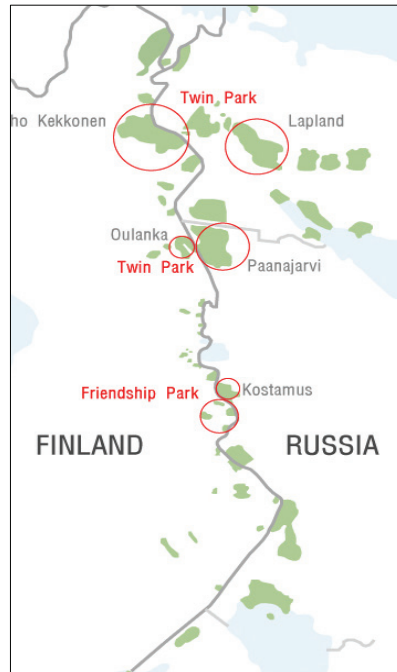 Twin Park
ho Kekkonen
Lapland
Oulanka
Twin Park
Paanajarvi
Friendship Park
Kostamus
FINLAND
RUSSIA